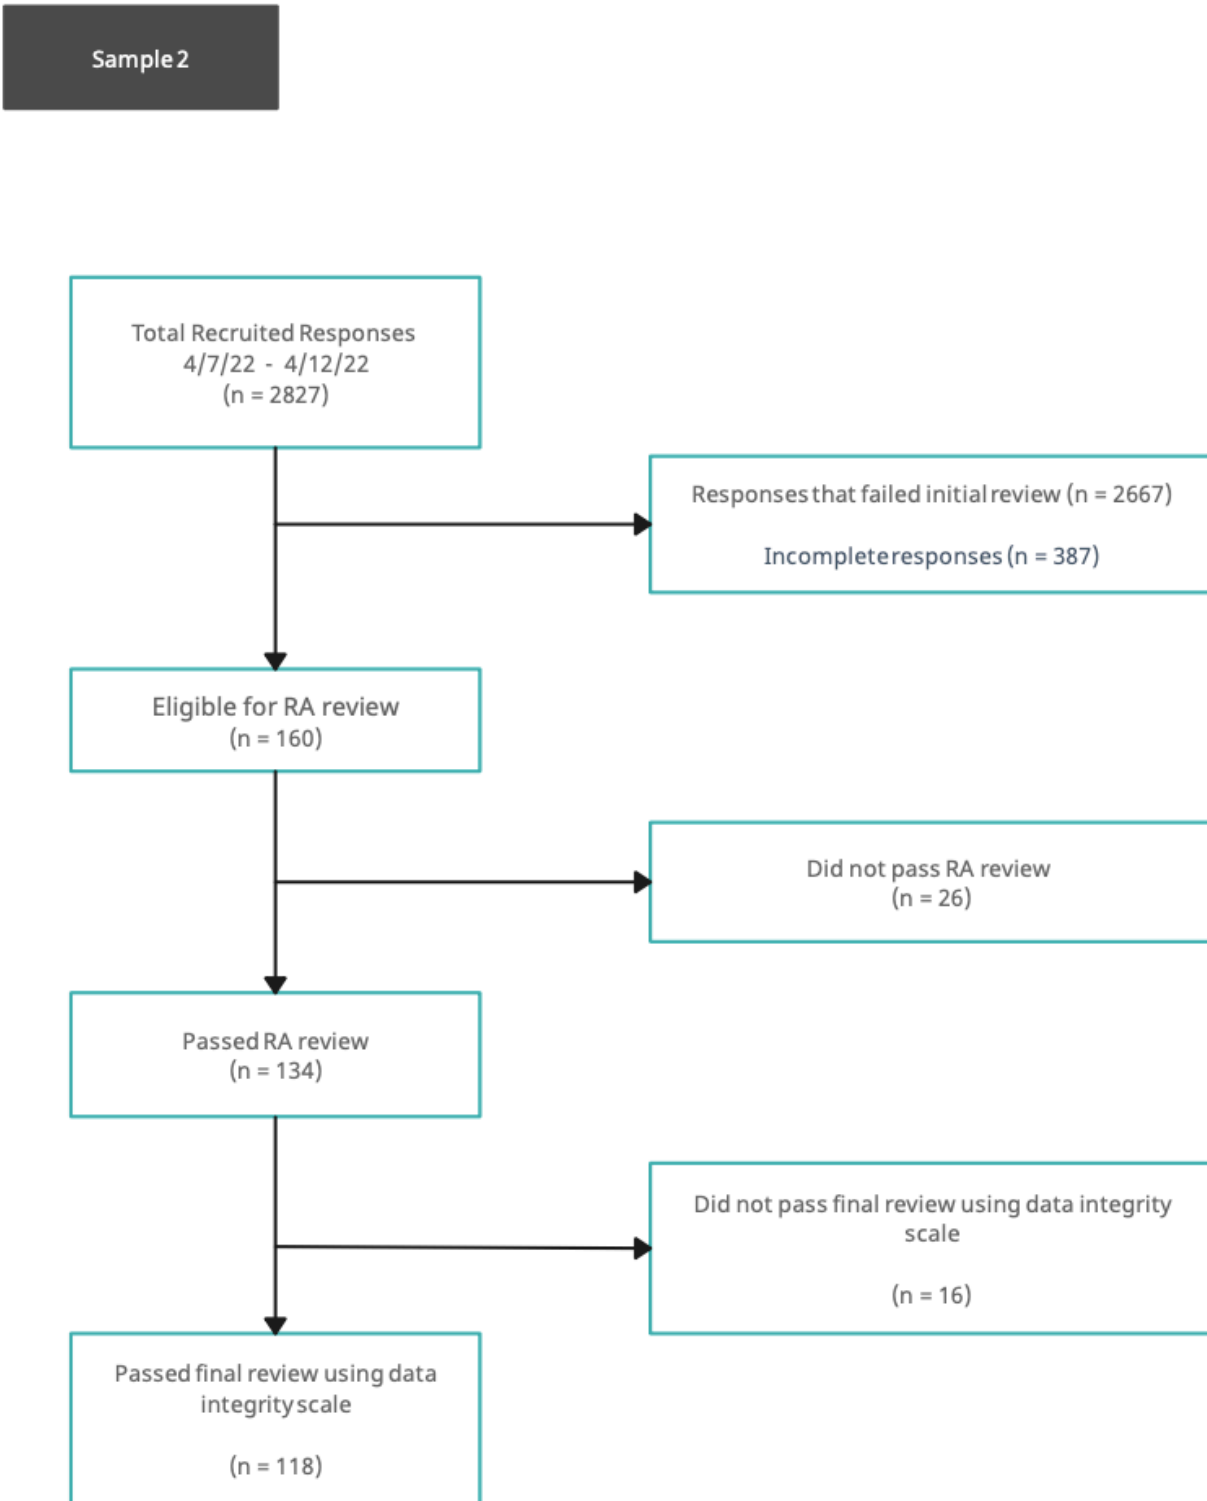 Sample 2
Total Recruited Responses
4/7/22 - 4/12/22
(n = 2827)
Responses that failed initial review (n = 2667)
Incomplete responses (n = 387)
Eligible for RA review
(n = 160)
Did not pass RA review
(n = 26)
Passed RA review
(n = 134)
Did not pass final review using data integrity
scale
(n = 16)
Passed final review using data
integrity scale
(n = 118)